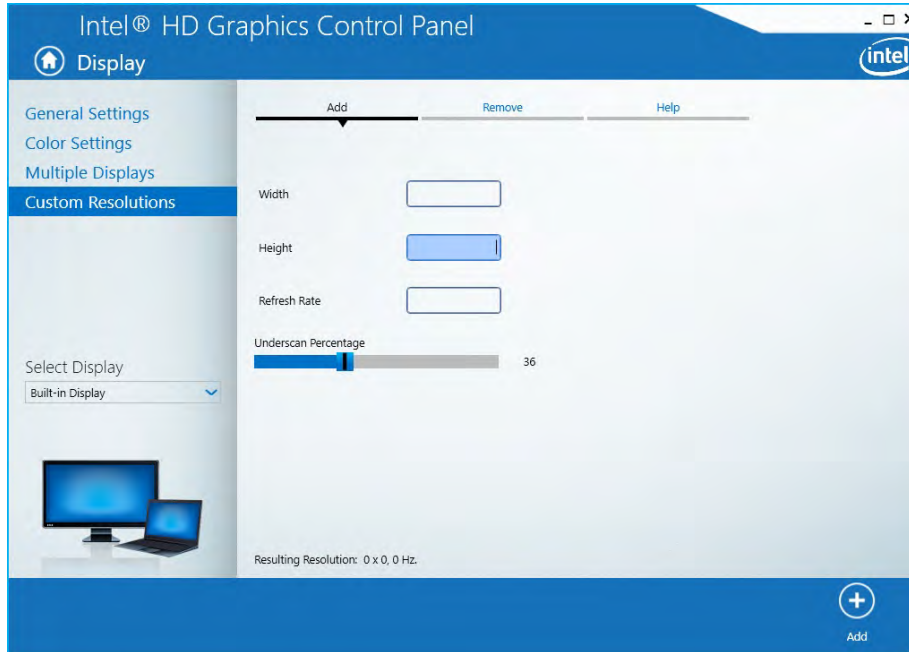 Intel® HD Graphics Control Panel
Display
intel
General Settings
Color Settings
Multiple Displays
Custom Resolutions
Select Display
Built-in Display
Add Remove Help
Width
Height
Refresh Rate
Underscan Percentage
36
Resulting Resolution: 0 x 0, 0 Hz.
Add